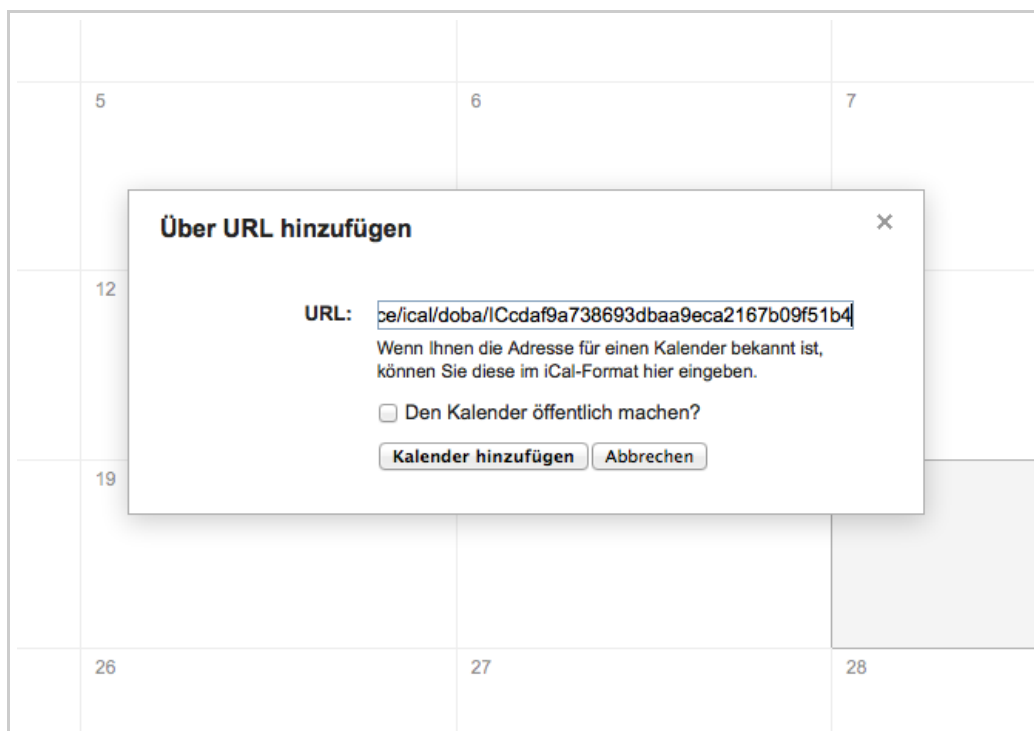 5 6 7
Über URL hinzufügen ×
12
URL: ce/ical/doba/ICcdaf9a738693dbaa9eca2167b09f51b4
Wenn Ihnen die Adresse für einen Kalender bekannt ist,
können Sie diese im iCal-Format hier eingeben.
Den Kalender öffentlich machen?
Kalender hinzufügen Abbrechen
19
26 27 28